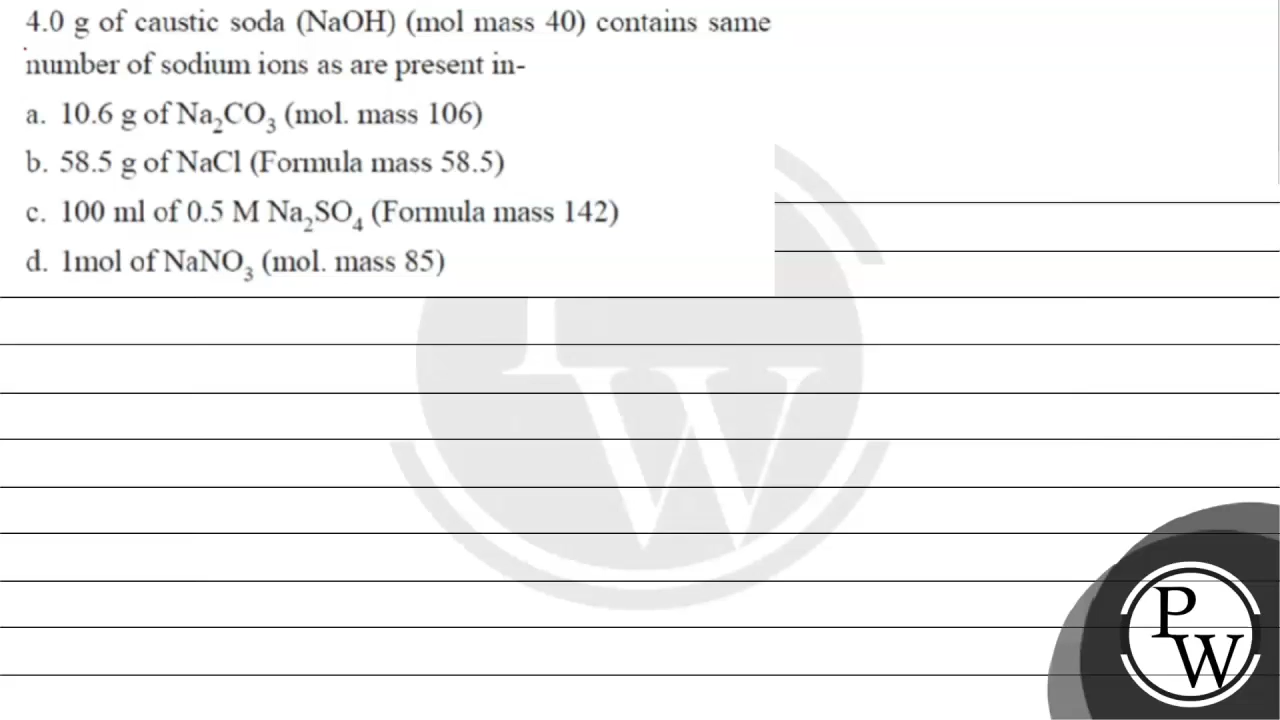 4.0 g of caustic soda (NaOH) (mol mass 40) contains same
number of sodium ions as are present in-
a. 10.6 g of Na₂CO₃ (mol. mass 106)
b. 58.5 g of NaCl (Formula mass 58.5)
c. 100 ml of 0.5 M Na₂SO₄ (Formula mass 142)
d. 1mol of NaNO₃ (mol. mass 85)
PW
PW